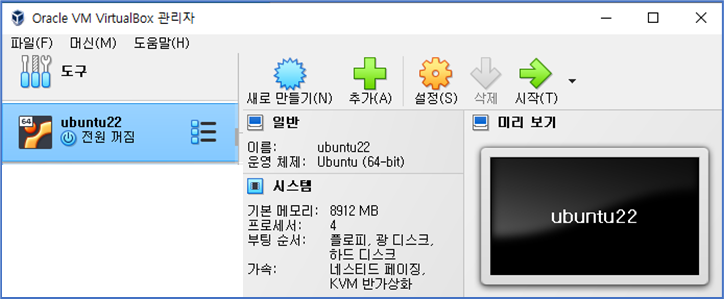 Oracle VM VirtualBox 관리자
파일(F) 머신(M) 도움말(H)
도구
새로 만들기(N) 추가(A) 설정(S) 삭제 시작(T)
64
ubuntu22
전원 꺼짐
일반
이름: ubuntu22
운영 체제: Ubuntu (64-bit)
시스템
기본 메모리: 8912 MB
프로세서: 4
부팅 순서: 플로피, 광 디스크,
하드 디스크
가속: 네스티드 페이징,
KVM 반가상화
미리 보기
ubuntu22